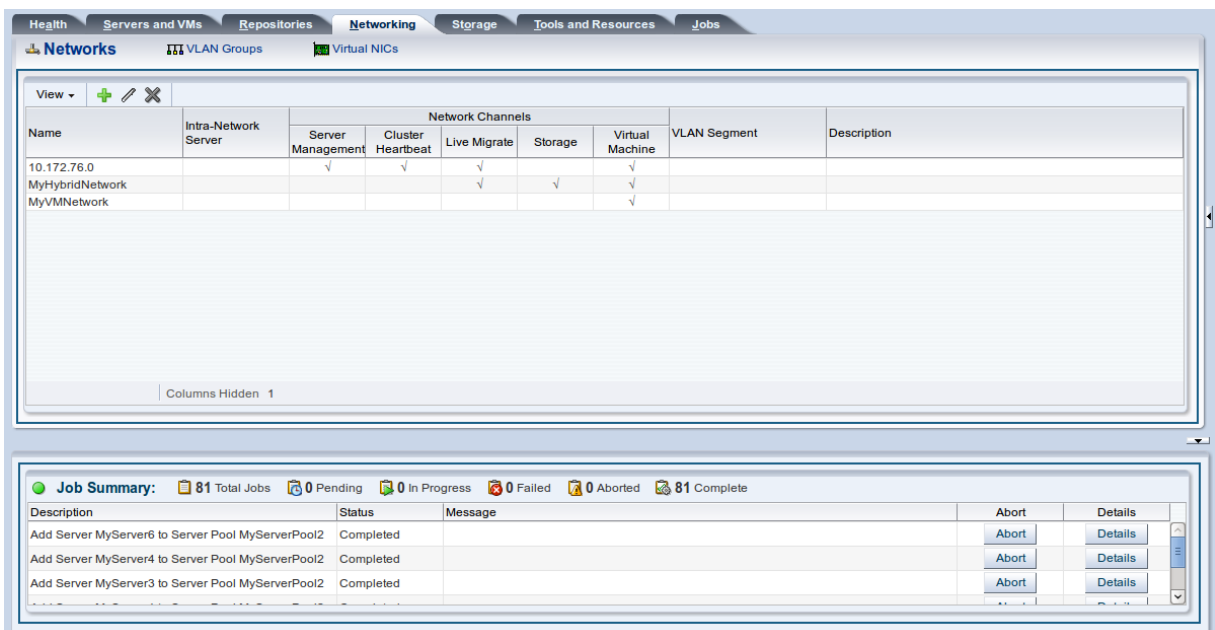 Health Servers and VMs Repositories Networking Storage Tools and Resources Jobs
Networks VLAN Groups Virtual NICs
View
Network Channels
Name Intra-Network Server Server Management Cluster Heartbeat Live Migrate Storage Virtual Machine VLAN Segment Description
10.172.76.0 √ √ √ √
MyHybridNetwork √ √ √
MyVMNetwork √
Columns Hidden 1
Job Summary: 81 Total Jobs 0 Pending 0 In Progress 0 Failed 0 Aborted 81 Complete
Description Status Message Abort Details
Add Server MyServer6 to Server Pool MyServerPool2 Completed Abort Details
Add Server MyServer4 to Server Pool MyServerPool2 Completed Abort Details
Add Server MyServer3 to Server Pool MyServerPool2 Completed Abort Details